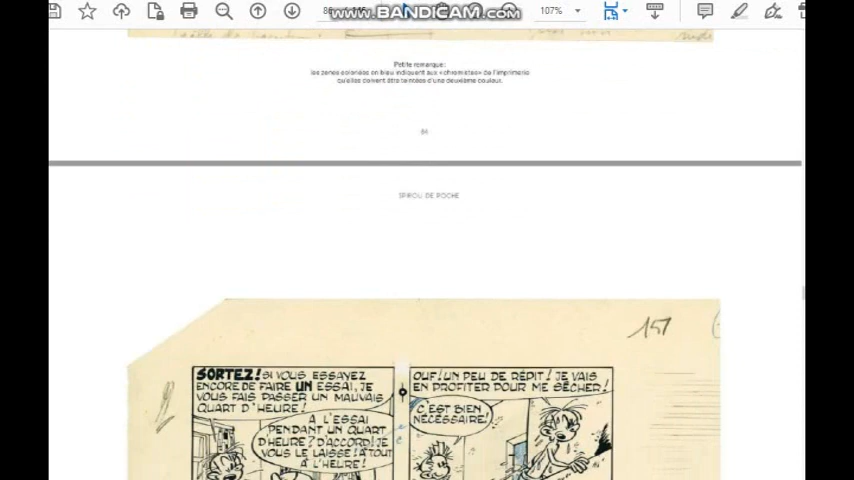 www.BANDICAM.com
107%
Petite remarque:
les zones coloriées en bleu indiquent aux «chromistes» de l'imprimerie
qu'elles doivent être teintées d'une deuxième couleur.
SPIROU DE POCHE
151
SORTEZ! SI VOUS ESSAYEZ
ENCORE DE FAIRE UN ESSAI, JE
VOUS FAIS PASSER UN MAUVAIS
QUART D'HEURE!
A L'ESSAI
PENDANT UN QUART
D'HEURE? D'ACCORD! JE
VOUS LE LAISSE! A TOUT
A L'HEURE!
OUF! UN PEU DE RÉPIT! JE VAIS
EN PROFITER POUR ME SÉCHER!
C'EST BIEN
NÉCESSAIRE!